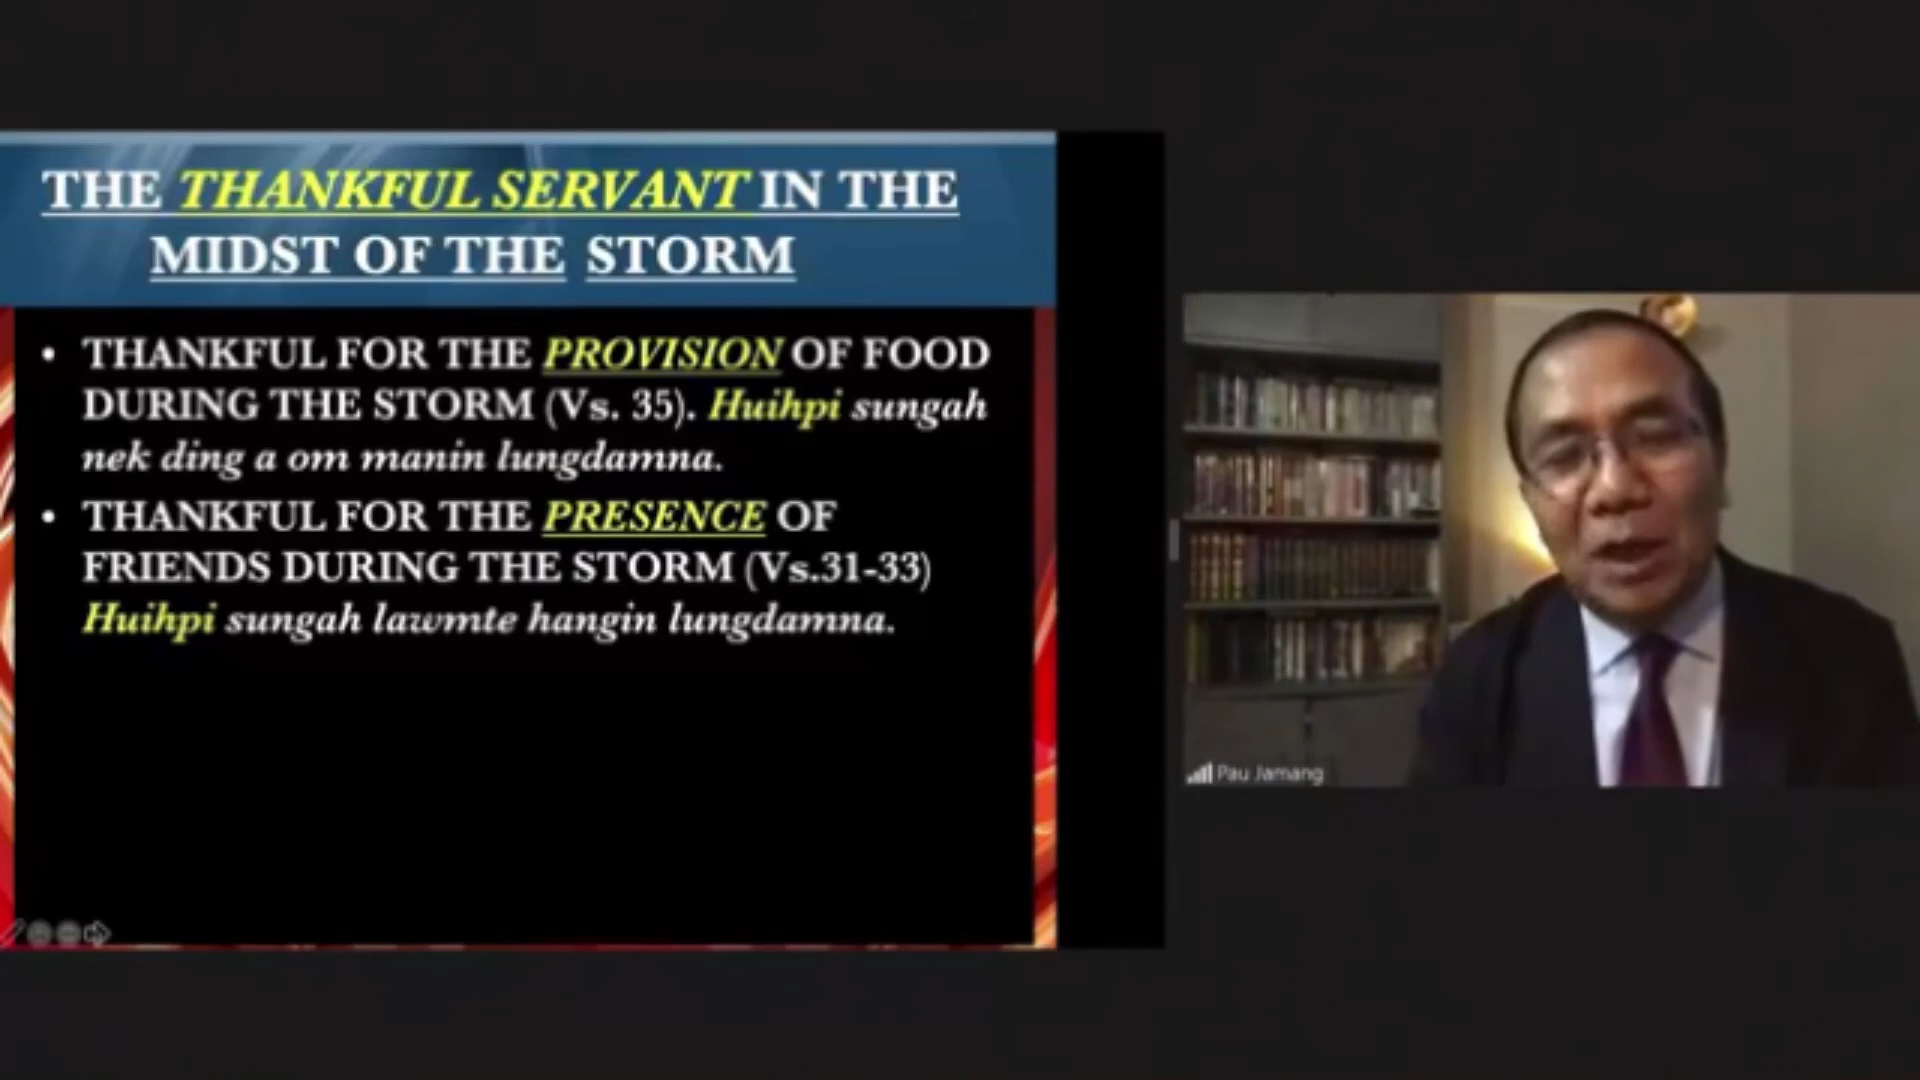 THE THANKFUL SERVANT IN THE
MIDST OF THE STORM
• THANKFUL FOR THE PROVISION OF FOOD
DURING THE STORM (Vs. 35). Huihpi sungah
nek ding a om manin lungdamna.
• THANKFUL FOR THE PRESENCE OF
FRIENDS DURING THE STORM (Vs.31-33)
Huihpi sungah lawmte hangin lungdamna.
Pau Jamang